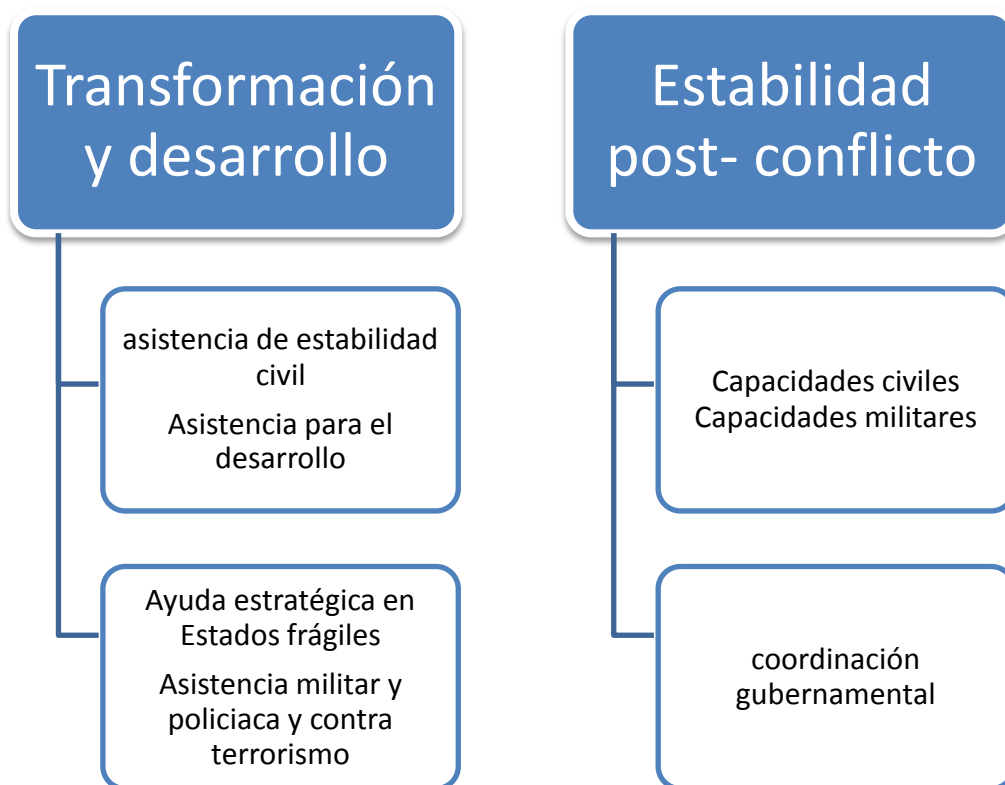 Transformación
y desarrollo
asistencia de estabilidad
civil
Asistencia para el
desarrollo
Ayuda estratégica en
Estados frágiles
Asistencia militar y
policiaca y contra
terrorismo
Estabilidad
post- conflicto
Capacidades civiles
Capacidades militares
coordinación
gubernamental